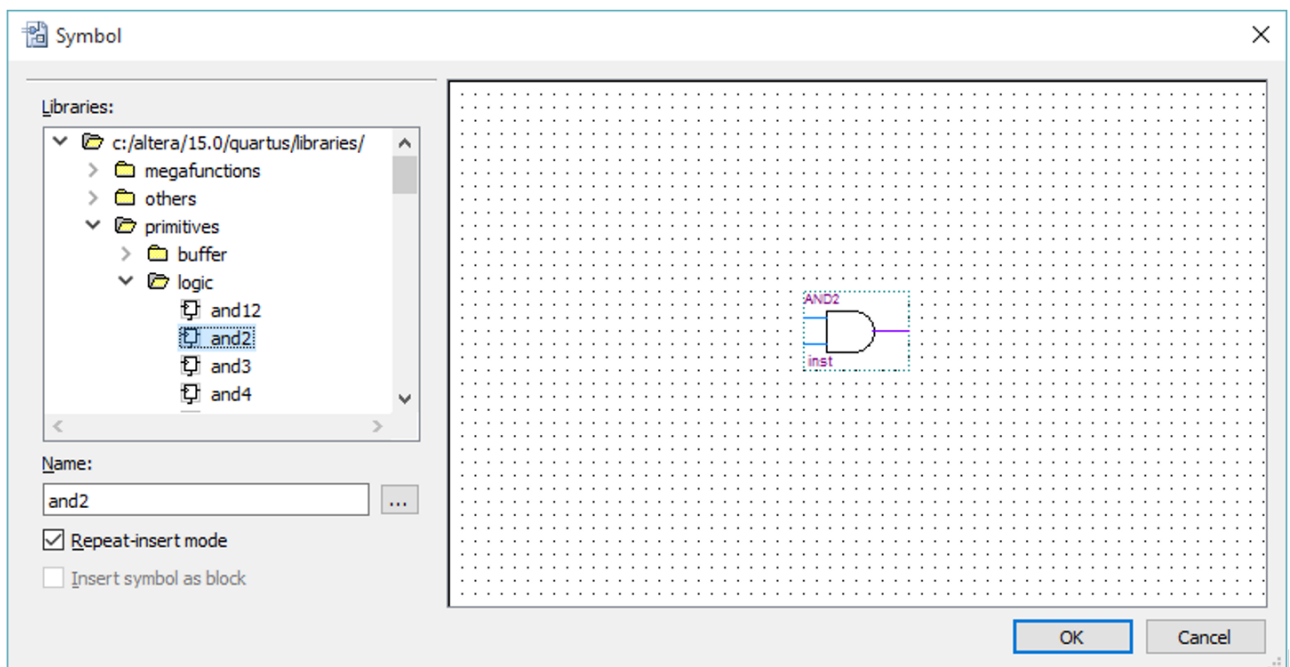 Symbol
Libraries:
c:/altera/15.0/quartus/libraries/
megafunctions
others
primitives
buffer
logic
and12
and2
and3
and4
Name:
and2
...
Repeat-insert mode
Insert symbol as block
AND2
inst
OK
Cancel